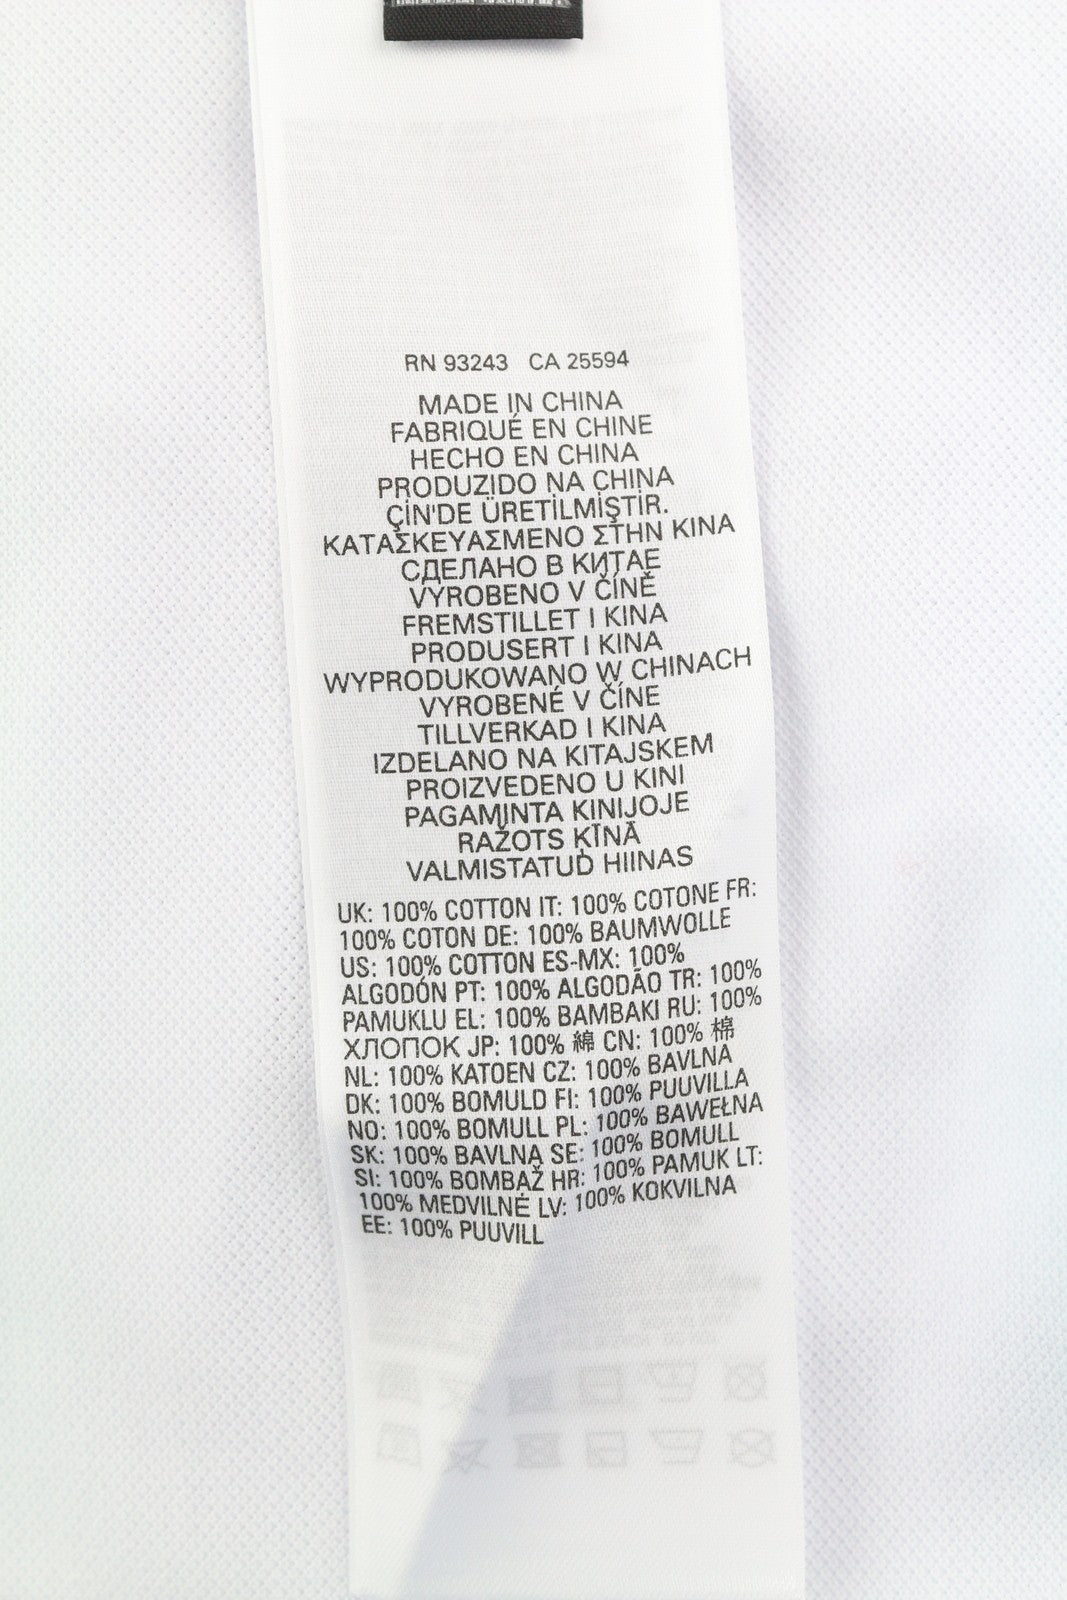 RN 93243 CA 25594
MADE IN CHINA
FABRIQUÉ EN CHINE
HECHO EN CHINA
PRODUZIDO NA CHINA
ÇİN'DE ÜRETİLMİŞTİR.
ΚΑΤΑΣΚΕΥΑΣΜΕΝΟ ΣΤΗΝ ΚΙΝΑ
СДЕЛАНО В КИТАЕ
VYROBENO V ČÍNĚ
FREMSTILLET I KINA
PRODUSERT I KINA
WYPRODUKOWANO W CHINACH
VYROBENÉ V ČÍNE
TILLVERKAD I KINA
IZDELANO NA KITAJSKEM
PROIZVEDENO U KINI
PAGAMINTA KINIJOJE
RAŽOTS ĶĪNĀ
VALMISTATUD HIINAS
UK: 100% COTTON IT: 100% COTONE FR:
100% COTON DE: 100% BAUMWOLLE
US: 100% COTTON ES-MX: 100%
ALGODÓN PT: 100% ALGODÃO TR: 100%
PAMUKLU EL: 100% ΒΑΜΒΑΚΙ RU: 100%
ХЛОПОК JP: 100% 綿 CN: 100% 棉
NL: 100% KATOEN CZ: 100% BAVLNA
DK: 100% BOMULD FI: 100% PUUVILLA
NO: 100% BOMULL PL: 100% BAWEŁNA
SK: 100% BAVLNA SE: 100% BOMULL
SI: 100% BOMBAŽ HR: 100% PAMUK LT:
100% MEDVILNĖ LV: 100% KOKVILNA
EE: 100% PUUVILL